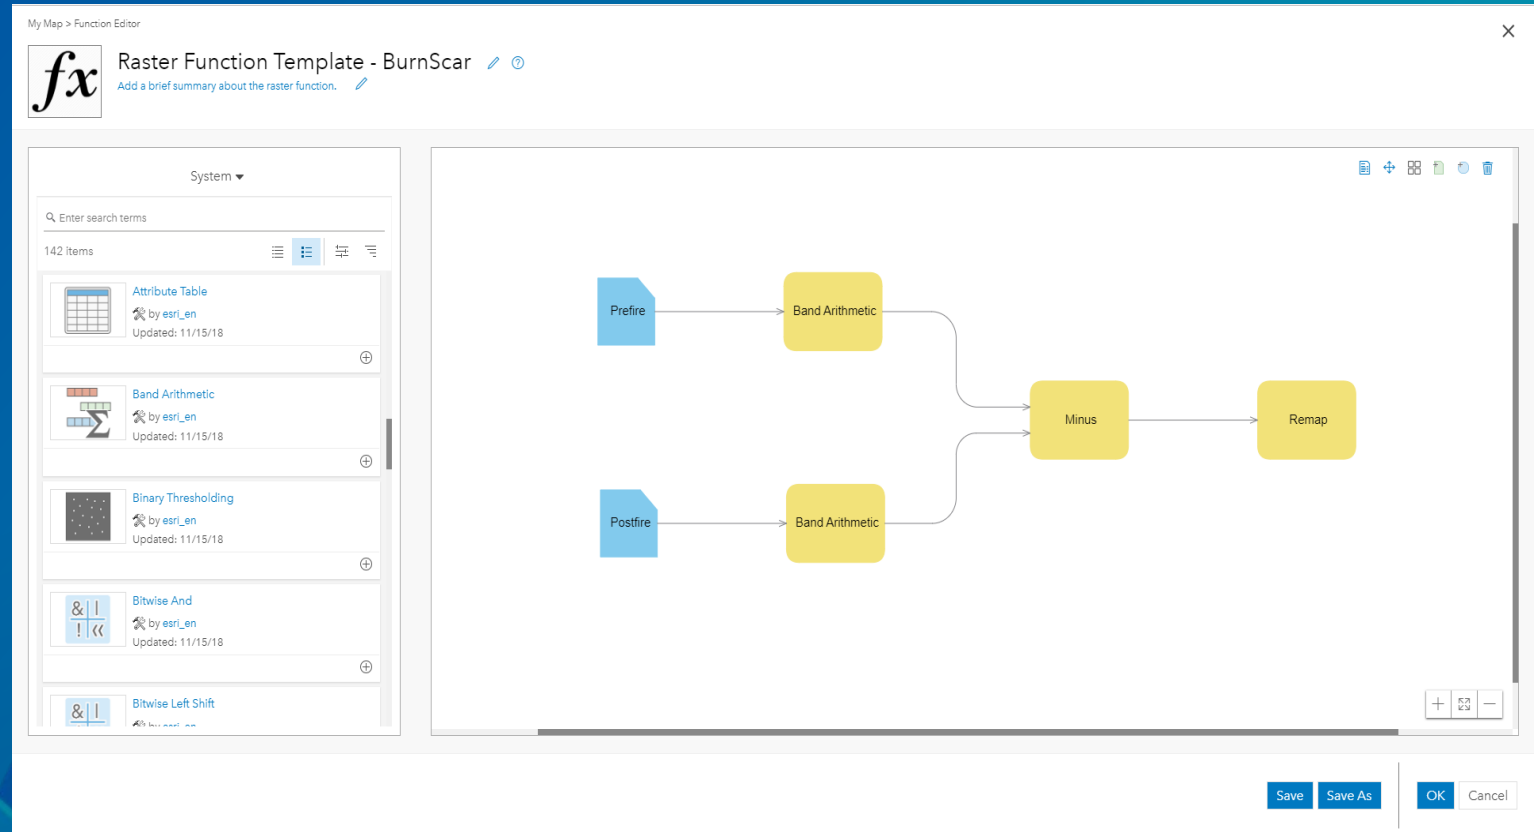 My Map > Function Editor
fx
Raster Function Template - BurnScar
Add a brief summary about the raster function.
System
Enter search terms
142 items
Attribute Table
by esri_en
Updated: 11/15/18
Band Arithmetic
by esri_en
Updated: 11/15/18
Binary Thresholding
by esri_en
Updated: 11/15/18
Bitwise And
by esri_en
Updated: 11/15/18
Bitwise Left Shift
by esri_en
Prefire
Band Arithmetic
Minus
Remap
Postfire
Band Arithmetic
Save
Save As
OK
Cancel